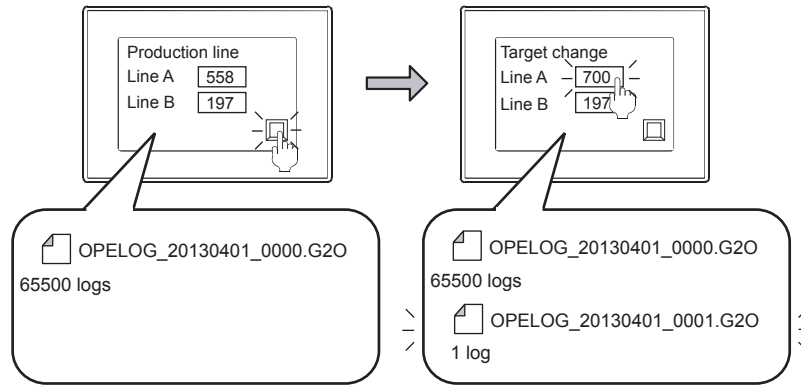 Production line
Line A 558
Line B 197
Target change
Line A 700
Line B 197
OPELOG_20130401_0000.G2O
65500 logs
OPELOG_20130401_0000.G2O
65500 logs
OPELOG_20130401_0001.G2O
1 log